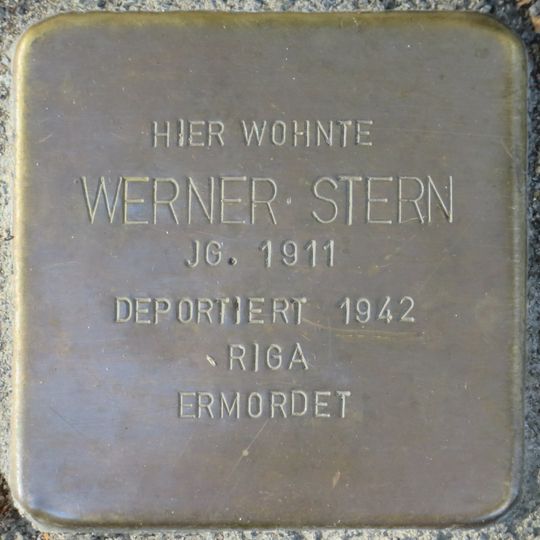 HIER WOHNTE
WERNER STERN
JG. 1911
DEPORTIERT 1942
RIGA
ERMORDET